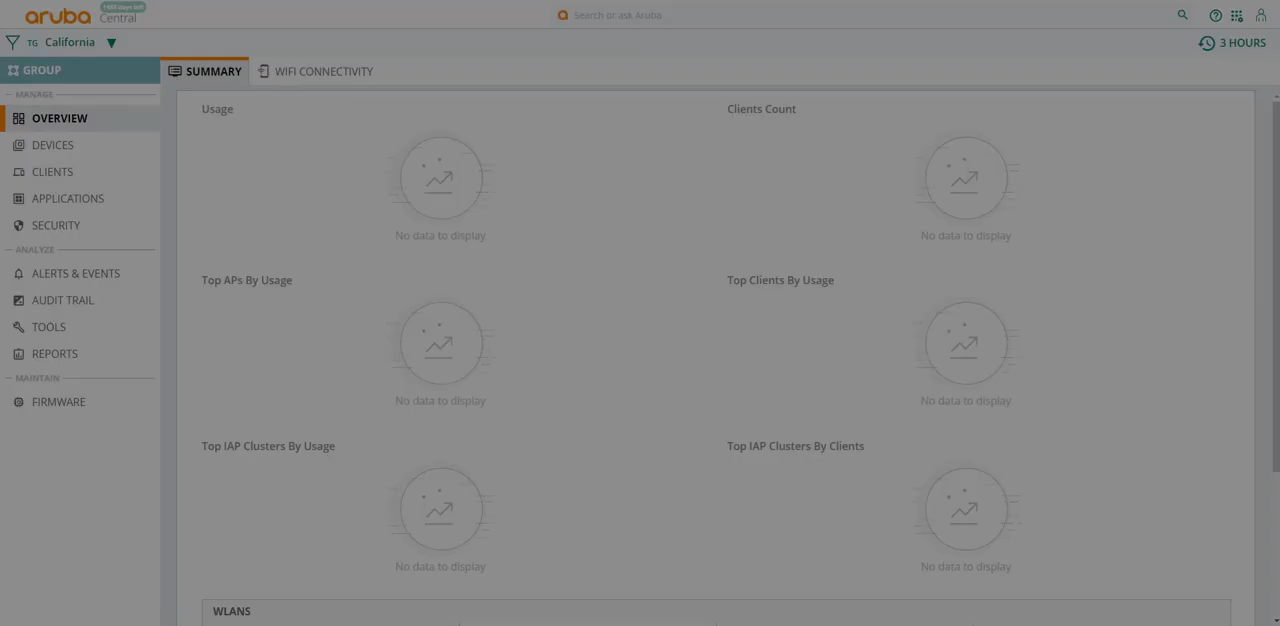 aruba Central
Search or ask Aruba
TG California
3 HOURS
GROUP
SUMMARY
WIFI CONNECTIVITY
MANAGE
OVERVIEW
DEVICES
CLIENTS
APPLICATIONS
SECURITY
ANALYZE
ALERTS & EVENTS
AUDIT TRAIL
TOOLS
REPORTS
MAINTAIN
FIRMWARE
Usage
Clients Count
No data to display
No data to display
Top APs By Usage
Top Clients By Usage
No data to display
No data to display
Top IAP Clusters By Usage
Top IAP Clusters By Clients
No data to display
No data to display
WLANS